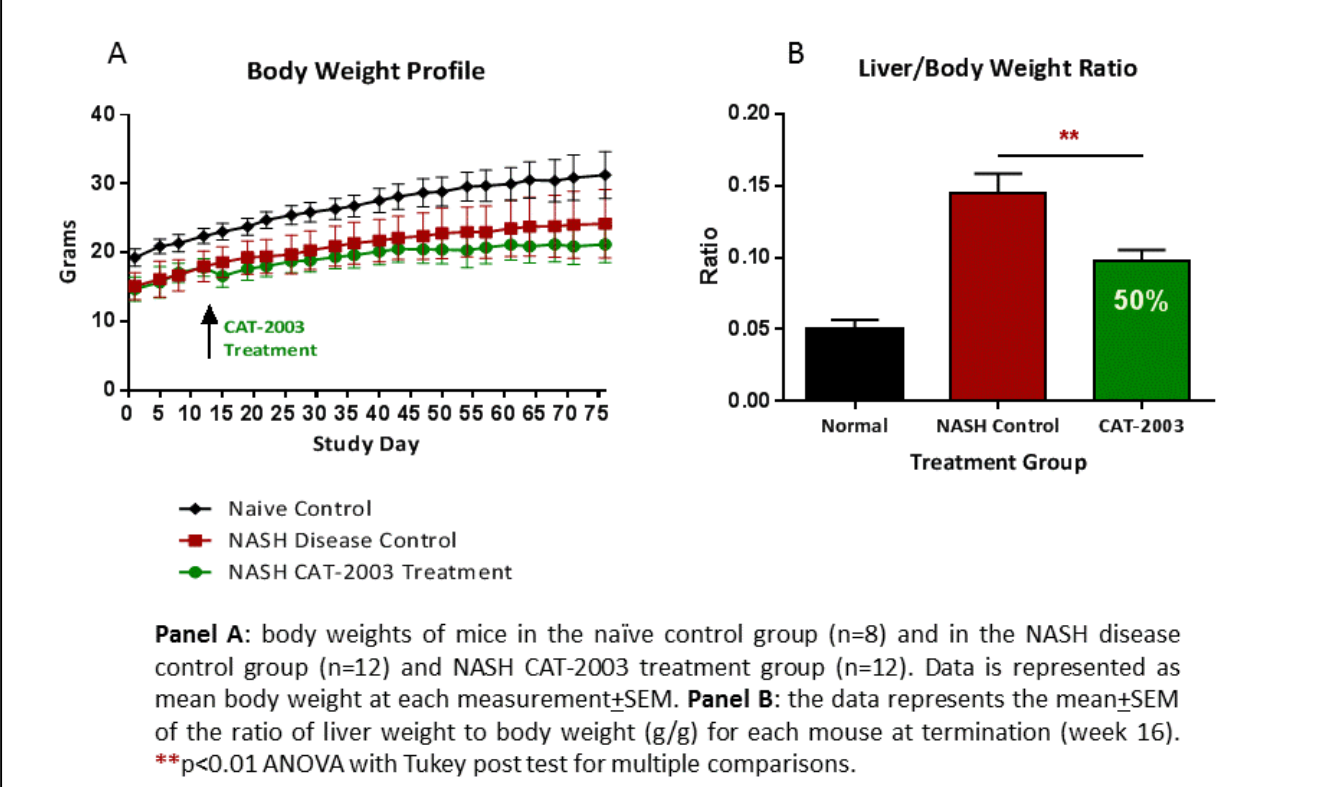 A
Body Weight Profile
40
30
20
10
0
Grams
CAT-2003
Treatment
0 5 10 15 20 25 30 35 40 45 50 55 60 65 70 75
Study Day
Naive Control
NASH Disease Control
NASH CAT-2003 Treatment
B
Liver/Body Weight Ratio
0.20
0.15
0.10
0.05
0.00
Ratio
**
50%
Normal NASH Control CAT-2003
Treatment Group
Panel A: body weights of mice in the naïve control group (n=8) and in the NASH disease
control group (n=12) and NASH CAT-2003 treatment group (n=12). Data is represented as
mean body weight at each measurement±SEM. Panel B: the data represents the mean±SEM
of the ratio of liver weight to body weight (g/g) for each mouse at termination (week 16).
**p<0.01 ANOVA with Tukey post test for multiple comparisons.